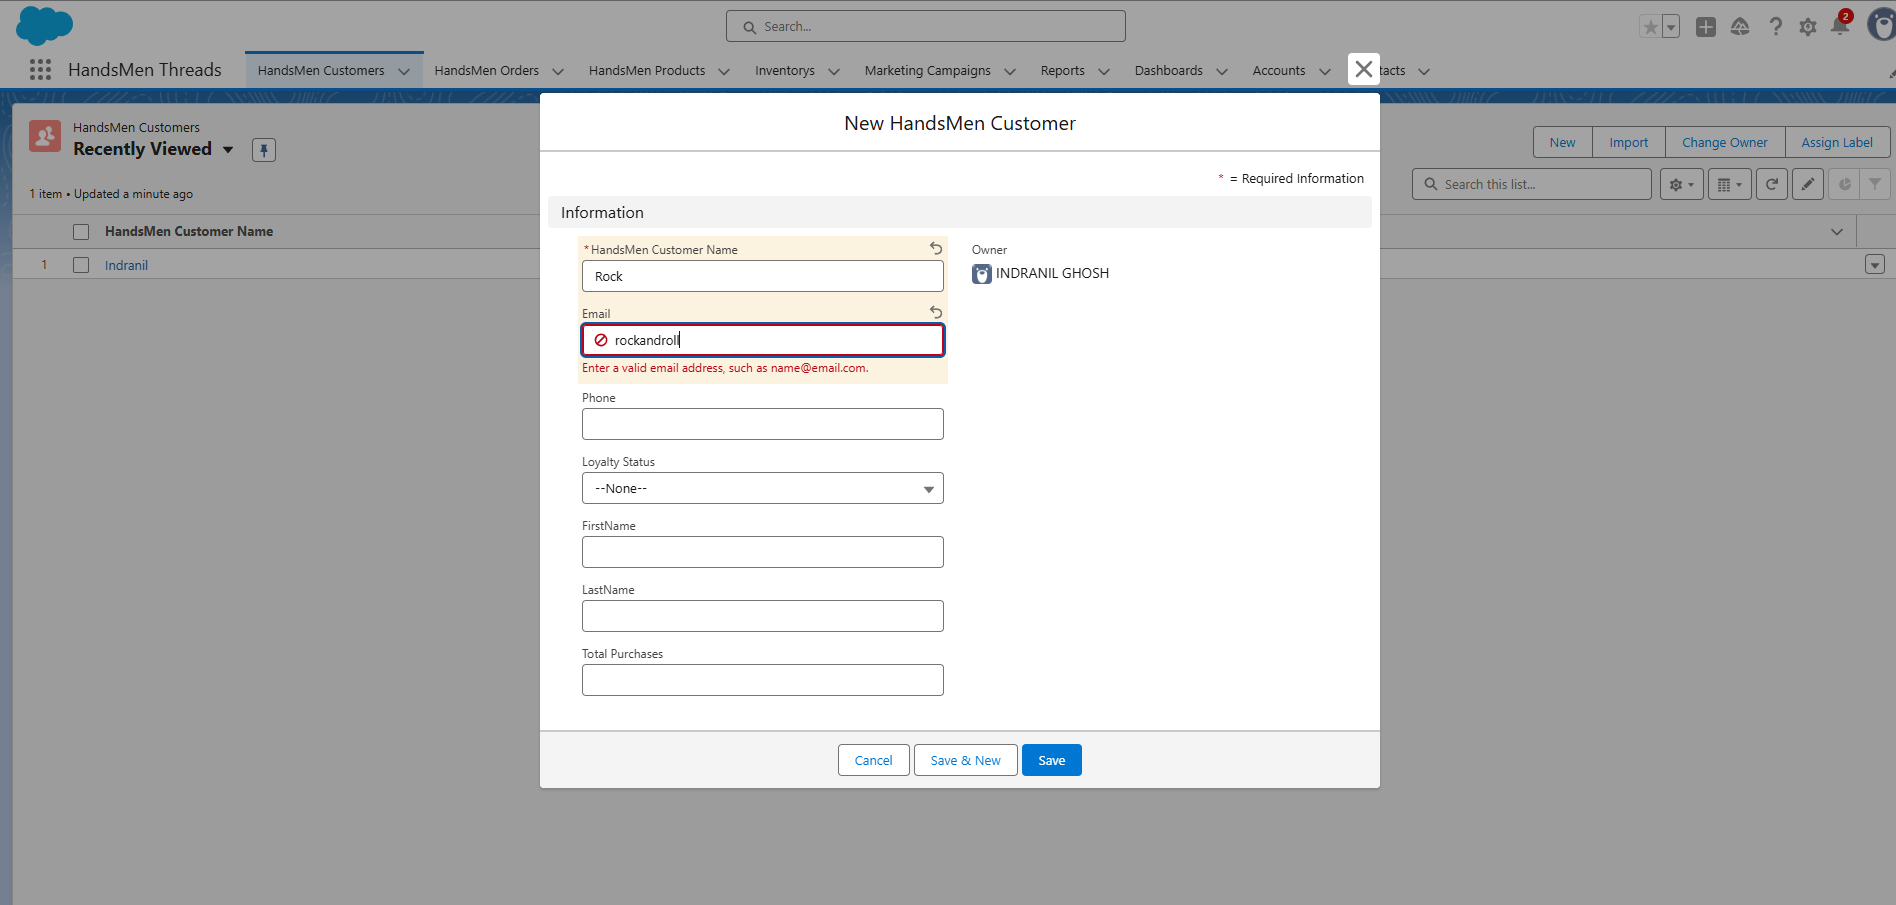 Search...
2
HandsMen Threads
HandsMen Customers
HandsMen Orders
HandsMen Products
Inventorys
Marketing Campaigns
Reports
Dashboards
Accounts
tacts
HandsMen Customers
Recently Viewed
1 item • Updated a minute ago
New
Import
Change Owner
Assign Label
Search this list...
HandsMen Customer Name
1
Indranil
New HandsMen Customer
* = Required Information
Information
*HandsMen Customer Name
Rock
Owner
INDRANIL GHOSH
Email
rockandroll
Enter a valid email address, such as name@email.com.
Phone
Loyalty Status
--None--
FirstName
LastName
Total Purchases
Cancel
Save & New
Save